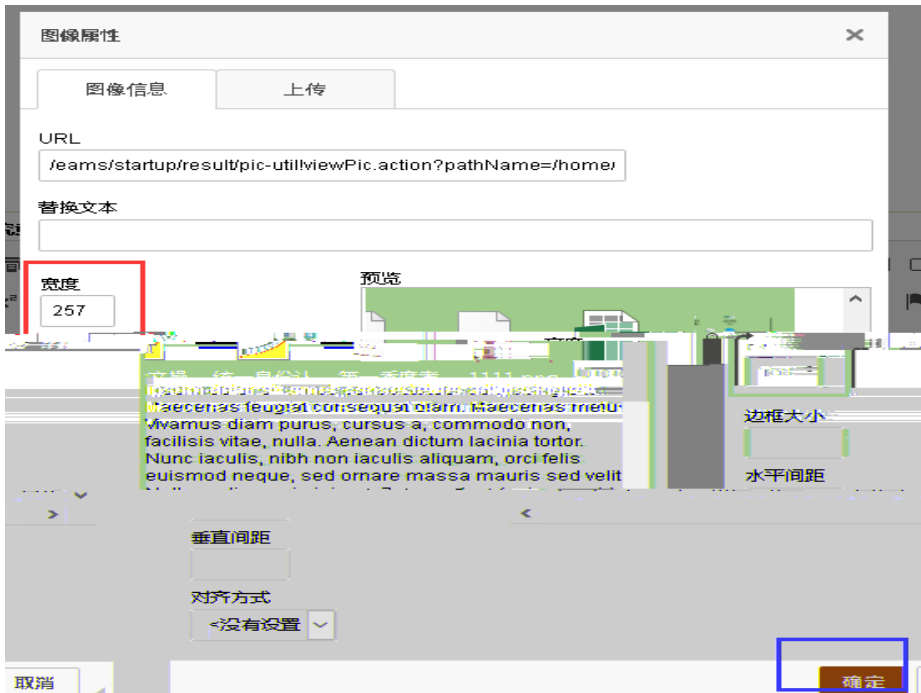 图像属性
图像信息
上传
URL
/eams/startup/result/pic-util!viewPic.action?pathName=/home/
替换文本
宽度
257
预览
1111.png
Maecenas feugiat consequat diam. Maecenas metus
Vivamus diam purus, cursus a, commodo non,
facilisis vitae, nulla. Aenean dictum lacinia tortor.
Nunc iaculis, nibh non iaculis aliquam, orci felis
euismod neque, sed ornare massa mauris sed velit
边框大小
水平间距
垂直间距
对齐方式
<没有设置
取消
确定